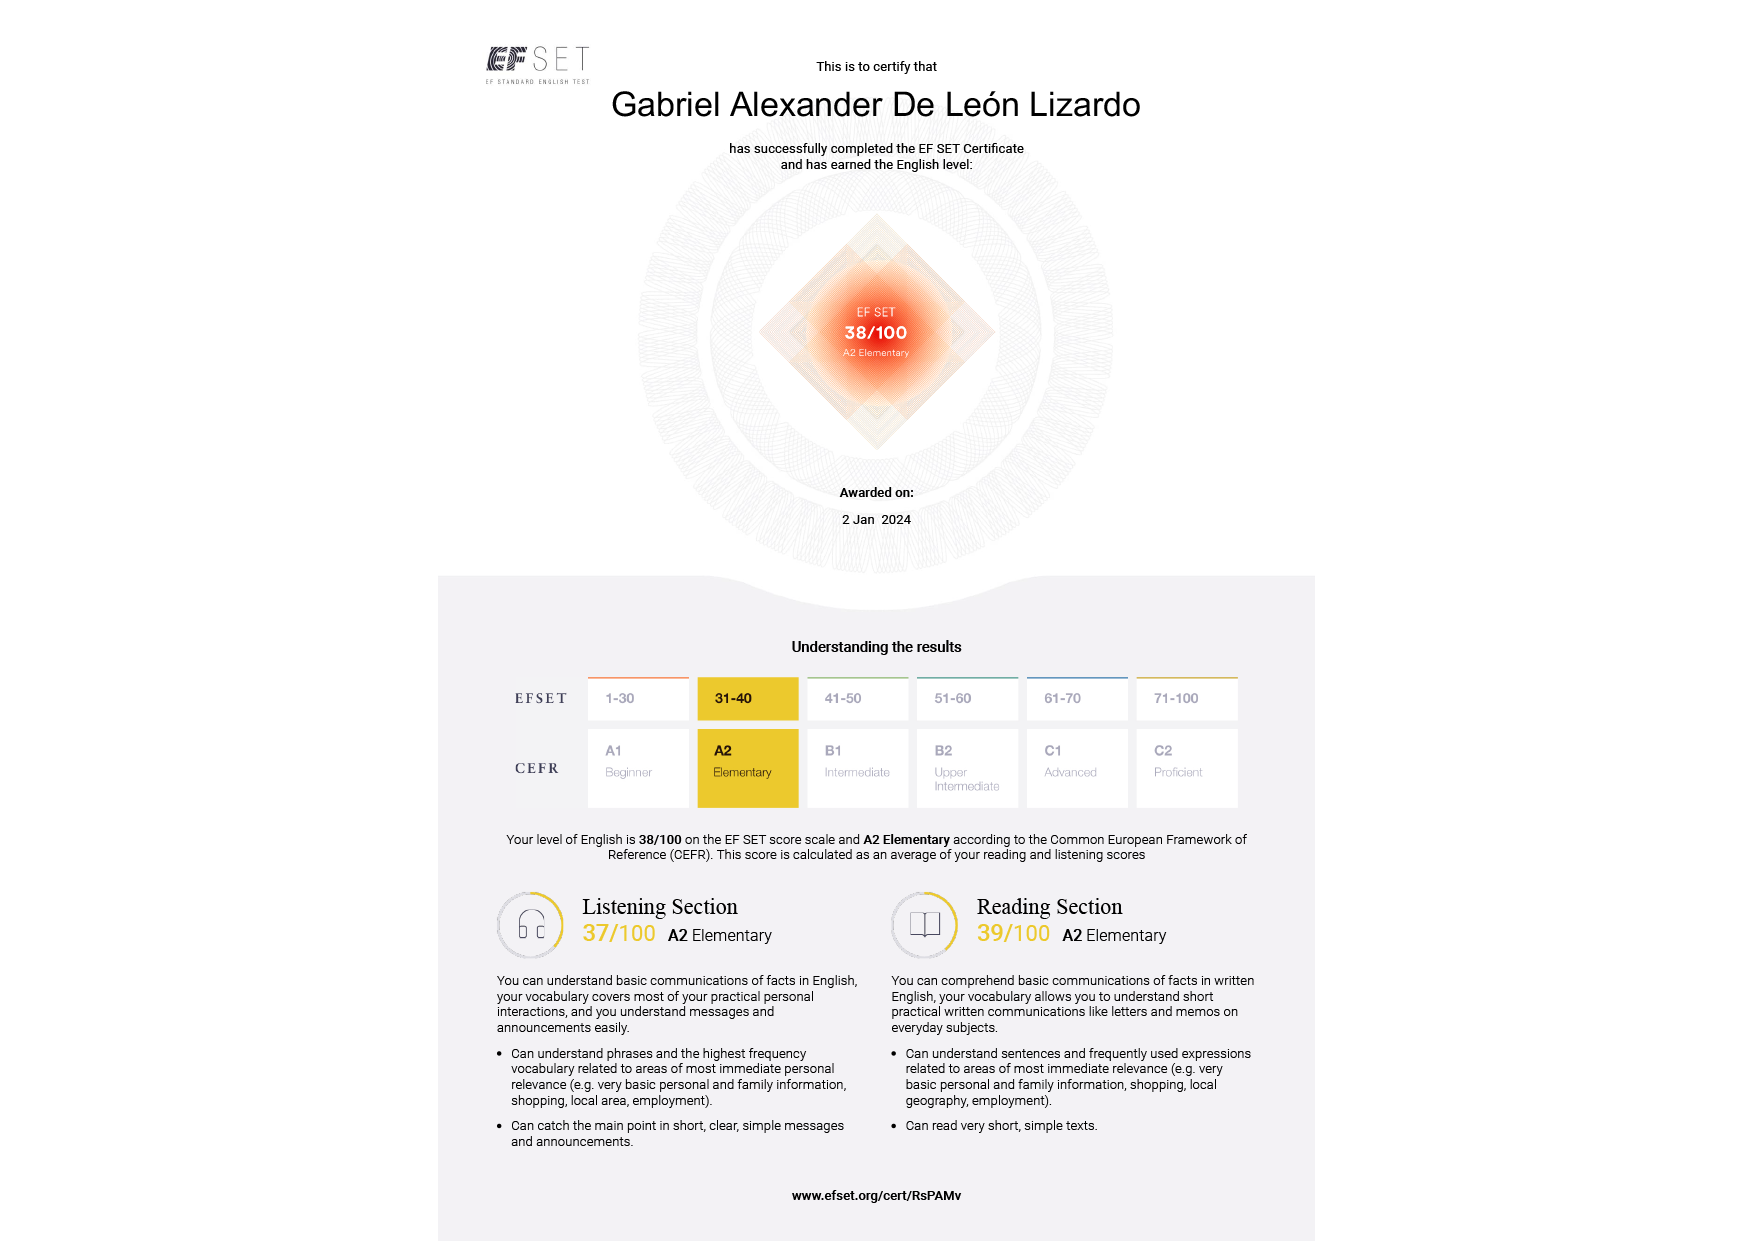 EF SET
EF STANDARD ENGLISH TEST
This is to certify that
Gabriel Alexander De León Lizardo
has successfully completed the EF SET Certificate
and has earned the English level:
EF SET
38/100
A2 Elementary
Awarded on:
2 Jan 2024
Understanding the results
EFSET 1-30 31-40 41-50 51-60 61-70 71-100
CEFR
A1 A2 B1 B2 C1 C2
Beginner Elementary Intermediate Upper Advanced Proficient
Intermediate
Your level of English is 38/100 on the EF SET score scale and A2 Elementary according to the Common European Framework of
Reference (CEFR). This score is calculated as an average of your reading and listening scores
Listening Section
37/100 A2 Elementary
You can understand basic communications of facts in English,
your vocabulary covers most of your practical personal
interactions, and you understand messages and
announcements easily.
• Can understand phrases and the highest frequency
vocabulary related to areas of most immediate personal
relevance (e.g. very basic personal and family information,
shopping, local area, employment).
• Can catch the main point in short, clear, simple messages
and announcements.
Reading Section
39/100 A2 Elementary
You can comprehend basic communications of facts in written
English, your vocabulary allows you to understand short
practical written communications like letters and memos on
everyday subjects.
• Can understand sentences and frequently used expressions
related to areas of most immediate relevance (e.g. very
basic personal and family information, shopping, local
geography, employment).
• Can read very short, simple texts.
www.efset.org/cert/RsPAMv